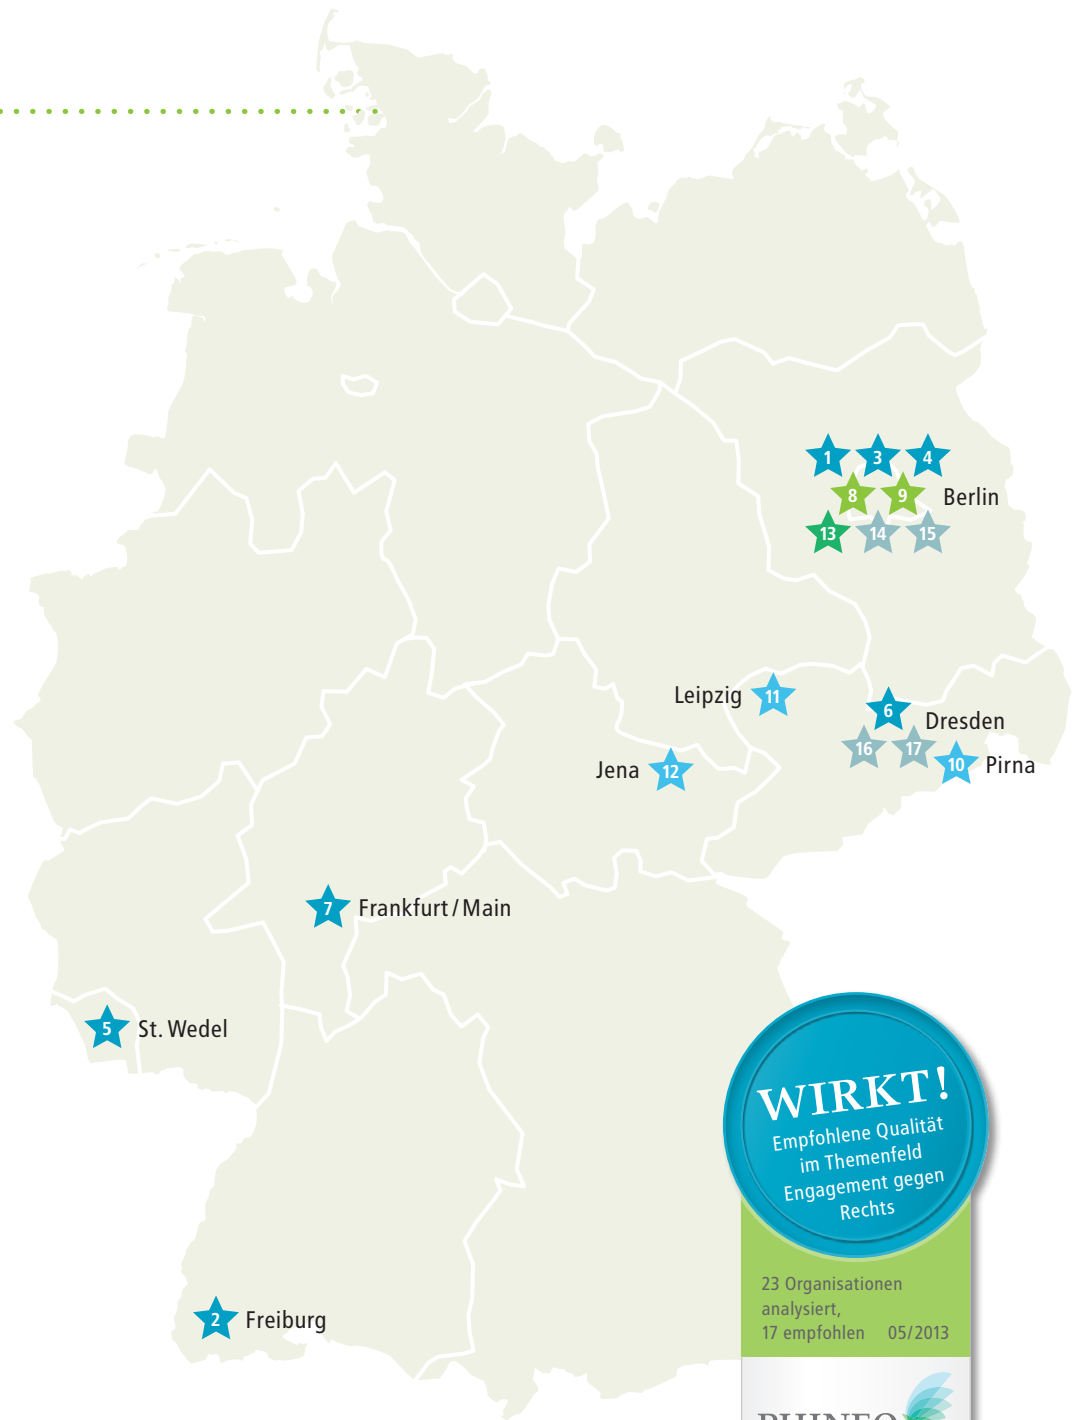 1 3 4
8 9 Berlin
13 14 15
Leipzig 11
6 Dresden
16 17
10 Pirna
Jena 12
7 Frankfurt / Main
5 St. Wedel
WIRKT!
Empfohlene Qualität
im Themenfeld
Engagement gegen
Rechts
23 Organisationen
analysiert,
17 empfohlen 05/2013
2 Freiburg